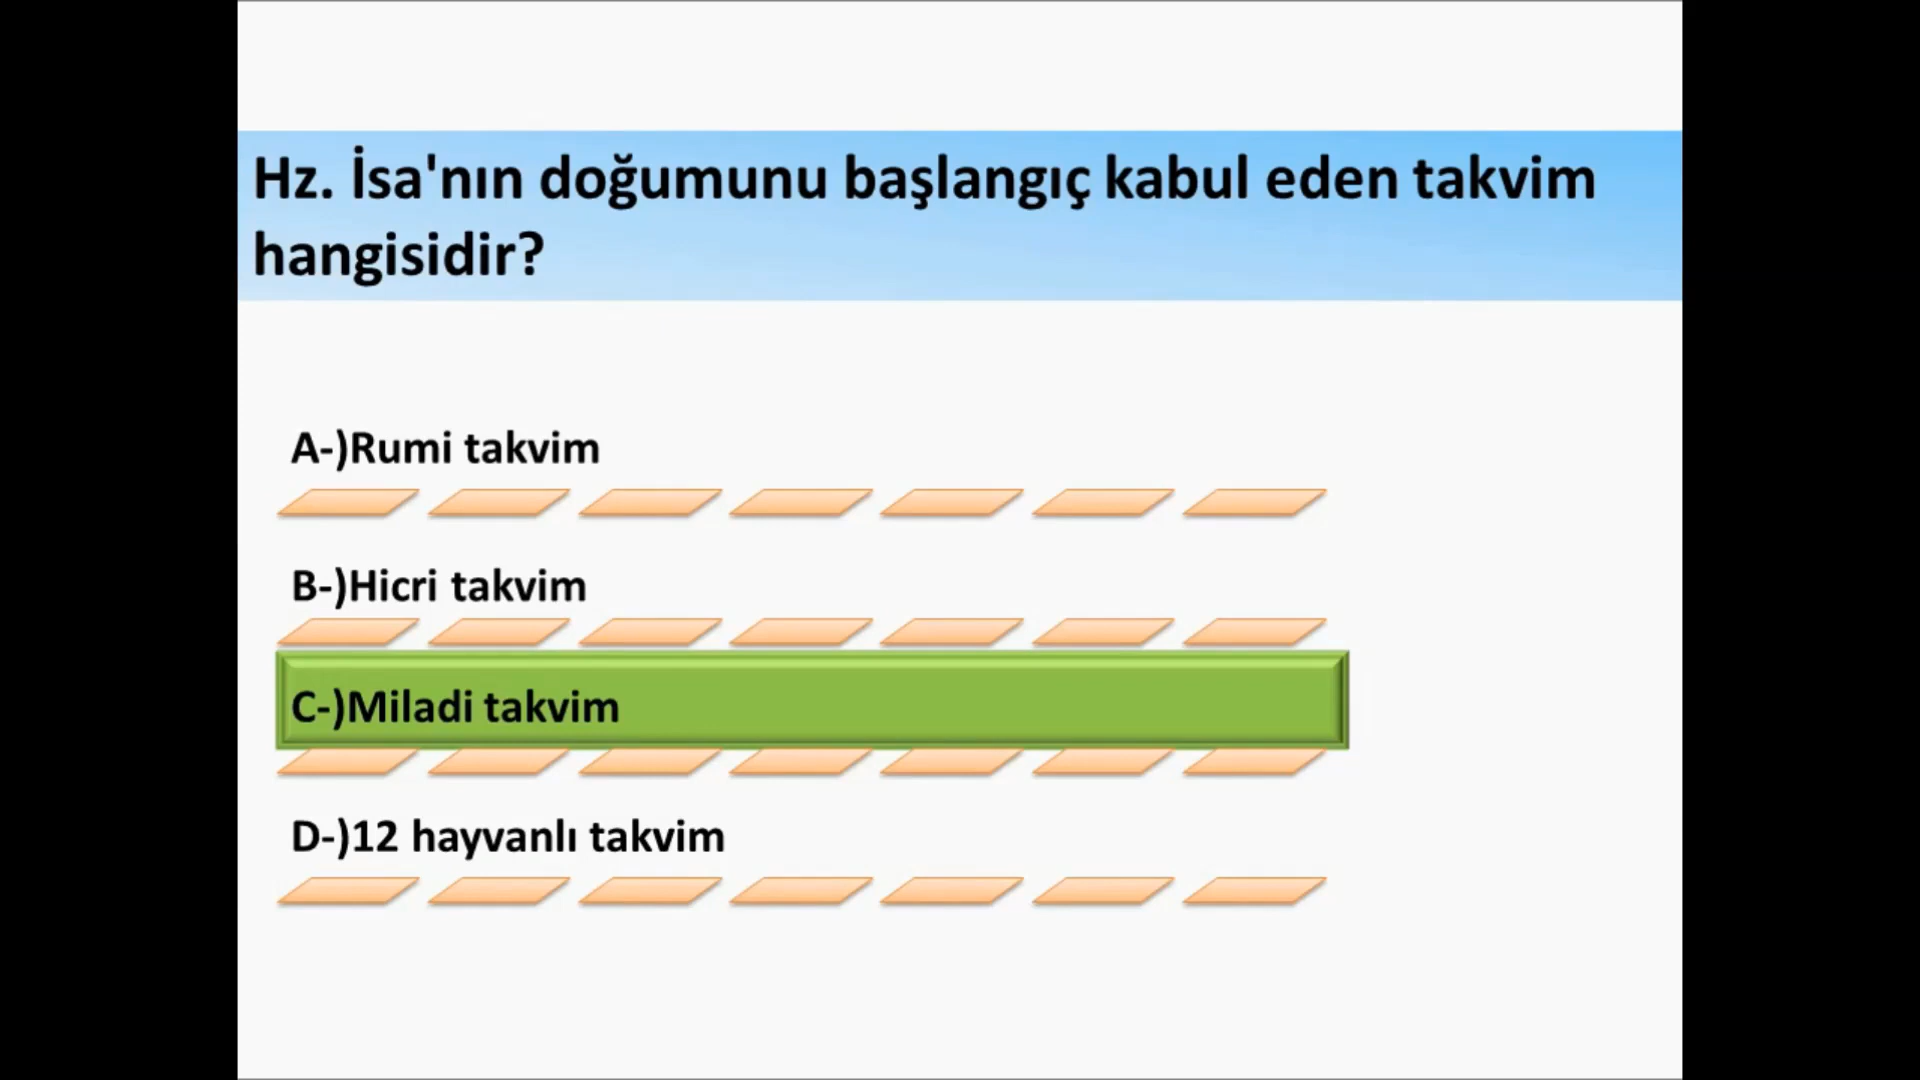 Hz. İsa'nın doğumunu başlangıç kabul eden takvim
hangisidir?
A-)Rumi takvim
B-)Hicri takvim
C-)Miladi takvim
D-)12 hayvanlı takvim